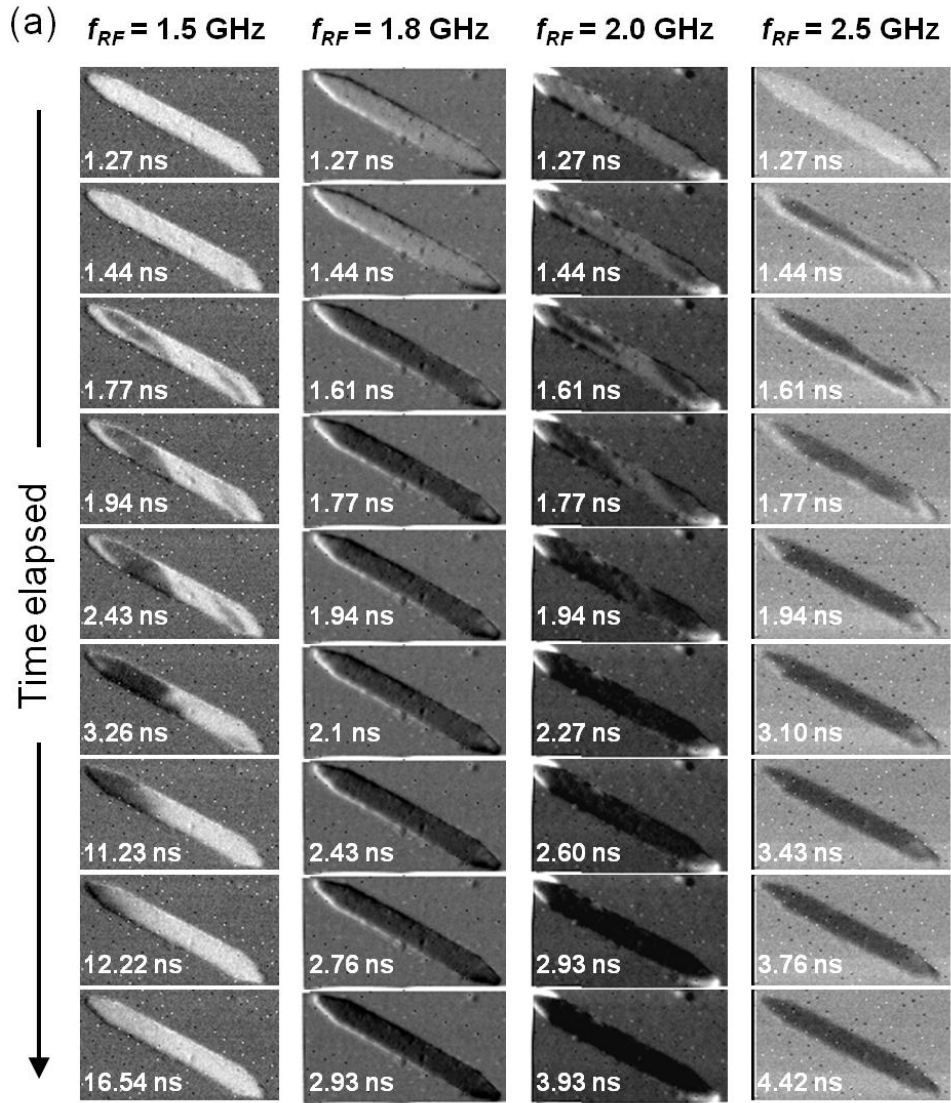 (a) f_RF = 1.5 GHz f_RF = 1.8 GHz f_RF = 2.0 GHz f_RF = 2.5 GHz
Time elapsed
1.27 ns 1.27 ns 1.27 ns 1.27 ns
1.44 ns 1.44 ns 1.44 ns 1.44 ns
1.77 ns 1.61 ns 1.61 ns 1.61 ns
1.94 ns 1.77 ns 1.77 ns 1.77 ns
2.43 ns 1.94 ns 1.94 ns 1.94 ns
3.26 ns 2.1 ns 2.27 ns 3.10 ns
11.23 ns 2.43 ns 2.60 ns 3.43 ns
12.22 ns 2.76 ns 2.93 ns 3.76 ns
16.54 ns 2.93 ns 3.93 ns 4.42 ns